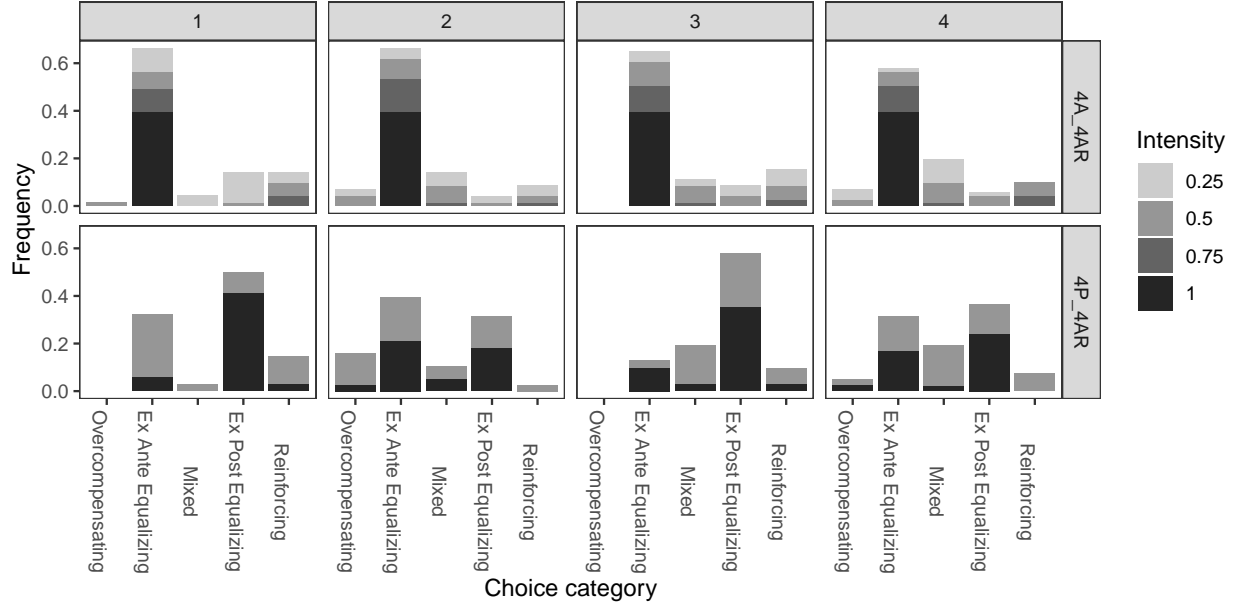 1
2
3
4
Frequency
0.6
0.4
0.2
0.0
4A_4AR
0.6
0.4
0.2
0.0
4P_4AR
Intensity
0.25
0.5
0.75
1
Overcompensating
Ex Ante Equalizing
Mixed
Ex Post Equalizing
Reinforcing
Overcompensating
Ex Ante Equalizing
Mixed
Ex Post Equalizing
Reinforcing
Overcompensating
Ex Ante Equalizing
Mixed
Ex Post Equalizing
Reinforcing
Overcompensating
Ex Ante Equalizing
Mixed
Ex Post Equalizing
Reinforcing
Choice category